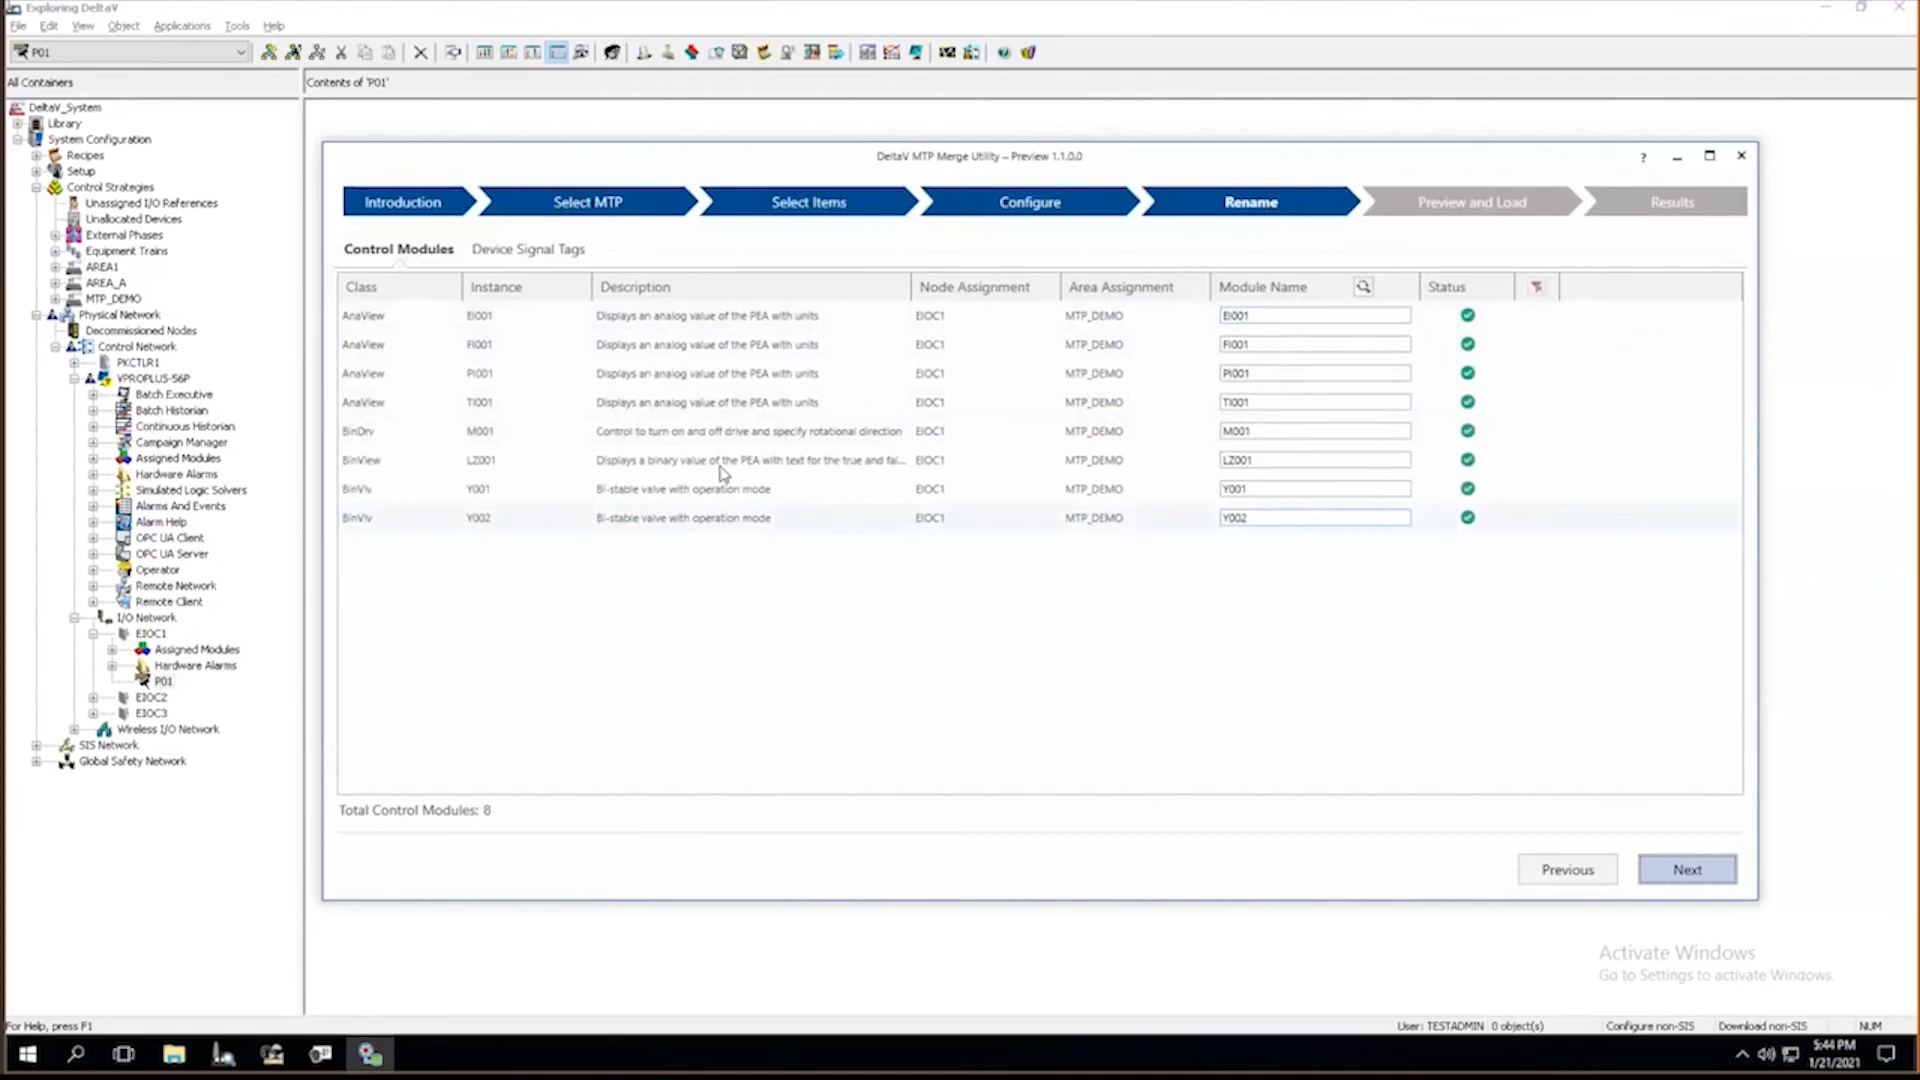 Exploring DeltaV
File Edit View Object Applications Tools Help
P01
All Containers
Contents of 'P01'
DeltaV_System
Library
System Configuration
Recipes
Setup
Control Strategies
Unassigned I/O References
Unallocated Devices
External Phases
Equipment Trains
AREA1
AREA_A
MTP_DEMO
Physical Network
Decommissioned Nodes
Control Network
PKCTLR1
VPROPLUS-56P
Batch Executive
Batch Historian
Continuous Historian
Campaign Manager
Assigned Modules
Hardware Alarms
Simulated Logic Solvers
Alarms And Events
Alarm Help
OPC UA Client
OPC UA Server
Operator
Remote Network
Remote Client
I/O Network
EIOC1
Assigned Modules
Hardware Alarms
P01
EIOC2
EIOC3
Wireless I/O Network
SIS Network
Global Safety Network
DeltaV MTP Merge Utility – Preview 1.1.0.0
?
Introduction Select MTP Select Items Configure Rename Preview and Load Results
Control Modules Device Signal Tags
Class Instance Description Node Assignment Area Assignment Module Name Status
AnaView EI001 Displays an analog value of the PEA with units EIOC1 MTP_DEMO EI001
AnaView FI001 Displays an analog value of the PEA with units EIOC1 MTP_DEMO FI001
AnaView PI001 Displays an analog value of the PEA with units EIOC1 MTP_DEMO PI001
AnaView TI001 Displays an analog value of the PEA with units EIOC1 MTP_DEMO TI001
BinDrv M001 Control to turn on and off drive and specify rotational direction EIOC1 MTP_DEMO M001
BinView LZ001 Displays a binary value of the PEA with text for the true and fal... EIOC1 MTP_DEMO LZ001
BinVlv Y001 Bi-stable valve with operation mode EIOC1 MTP_DEMO Y001
BinVlv Y002 Bi-stable valve with operation mode EIOC1 MTP_DEMO Y002
Total Control Modules: 8
Previous Next
Activate Windows
Go to Settings to activate Windows.
For Help, press F1
User: TESTADMIN 0 object(s) Configure non-SIS Download non-SIS NUM
5:44 PM
1/21/2021